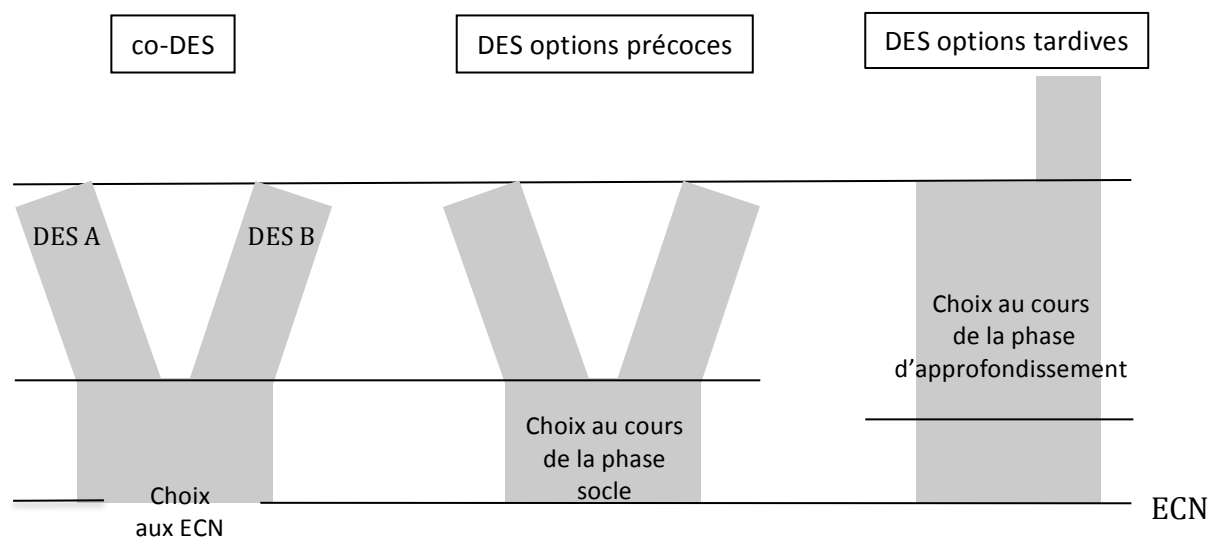 co-DES
DES options précoces
DES options tardives
DES A
DES B
Choix au cours
de la phase
d'approfondissement
Choix au cours
de la phase
socle
Choix
aux ECN
ECN